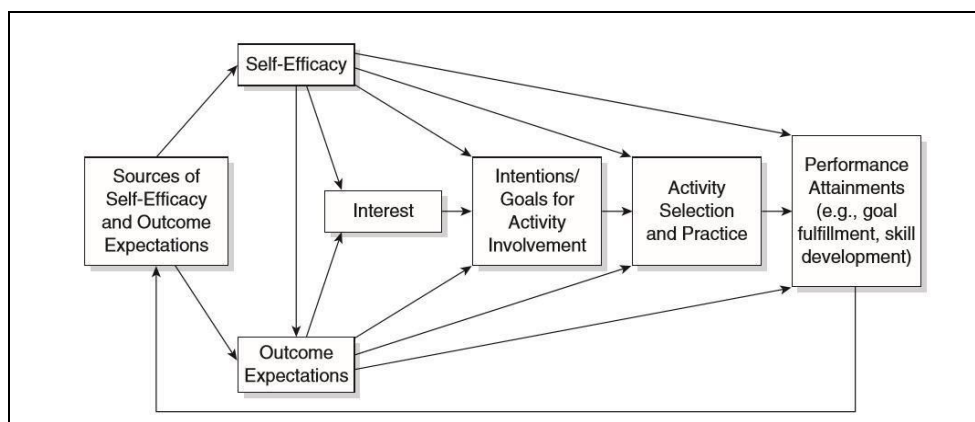 Self-Efficacy
Sources of
Self-Efficacy
and Outcome
Expectations
Interest
Intentions/
Goals for
Activity
Involvement
Activity
Selection
and Practice
Performance
Attainments
(e.g., goal
fulfillment, skill
development)
Outcome
Expectations